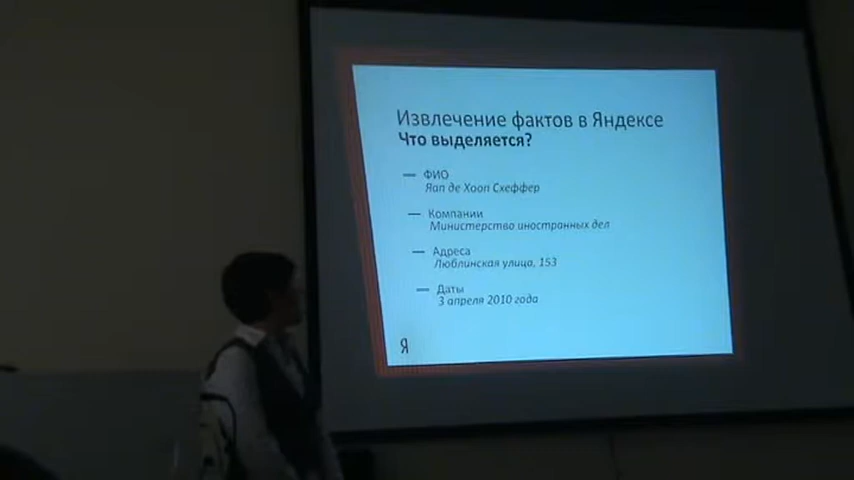 Извлечение фактов в Яндексе
Что выделяется?
— ФИО
Яап де Хооп Схеффер
— Компании
Министерство иностранных дел
— Адреса
Люблинская улица, 153
— Даты
3 апреля 2010 года
Я